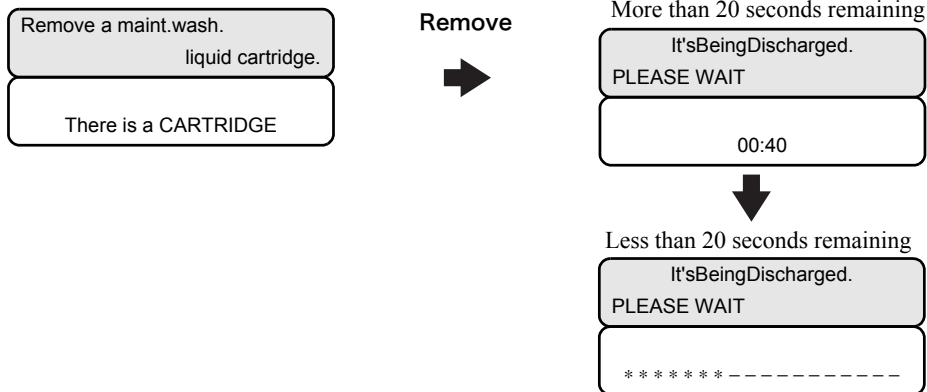 Remove a maint.wash.
liquid cartridge.
There is a CARTRIDGE
Remove
More than 20 seconds remaining
It'sBeingDischarged.
PLEASE WAIT
00:40
Less than 20 seconds remaining
It'sBeingDischarged.
PLEASE WAIT
* * * * * * * – – – – – – – – – – –